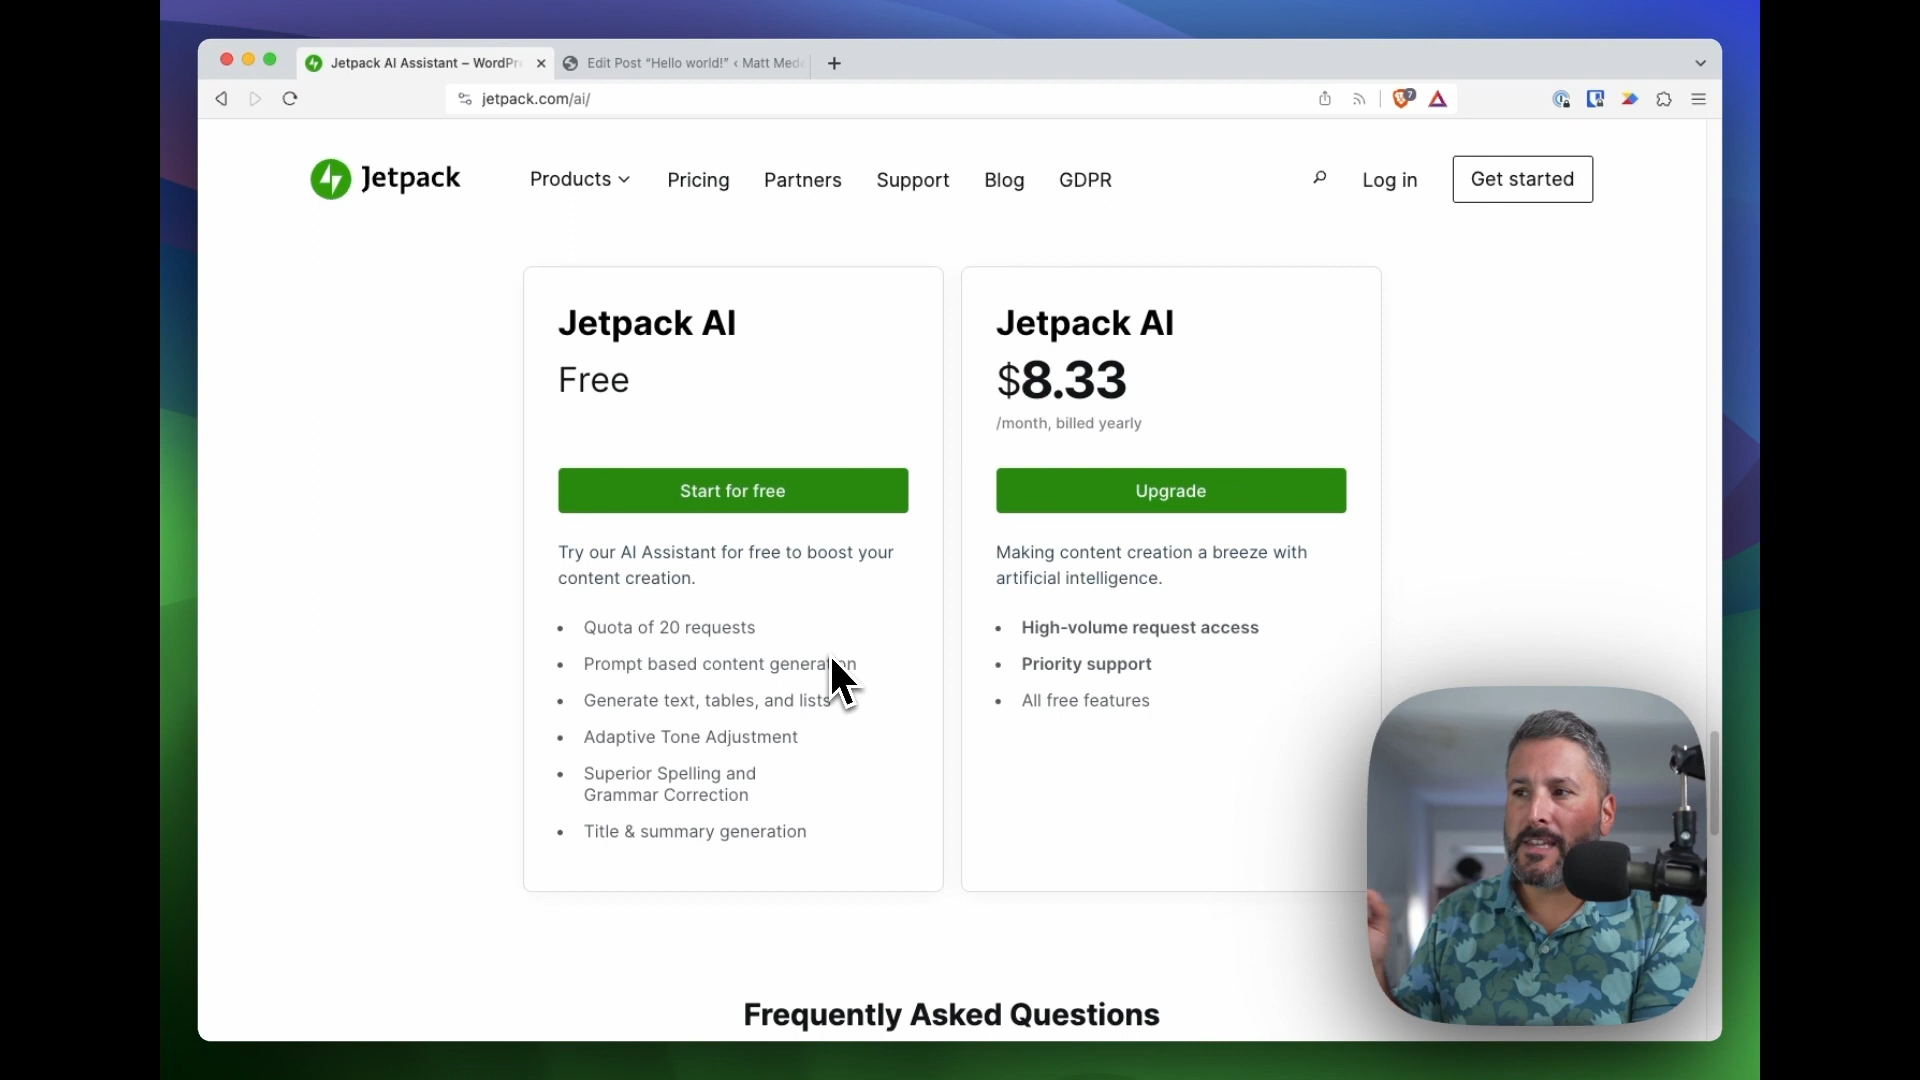 Jetpack AI Assistant – WordPr
Edit Post “Hello world!” ‹ Matt Mede
jetpack.com/ai/
7
Jetpack
Products
Pricing
Partners
Support
Blog
GDPR
Log in
Get started
Jetpack AI
Free
Start for free
Try our AI Assistant for free to boost your
content creation.
• Quota of 20 requests
• Prompt based content generation
• Generate text, tables, and lists
• Adaptive Tone Adjustment
• Superior Spelling and
Grammar Correction
• Title & summary generation
Jetpack AI
$8.33
/month, billed yearly
Upgrade
Making content creation a breeze with
artificial intelligence.
• High-volume request access
• Priority support
• All free features
Frequently Asked Questions